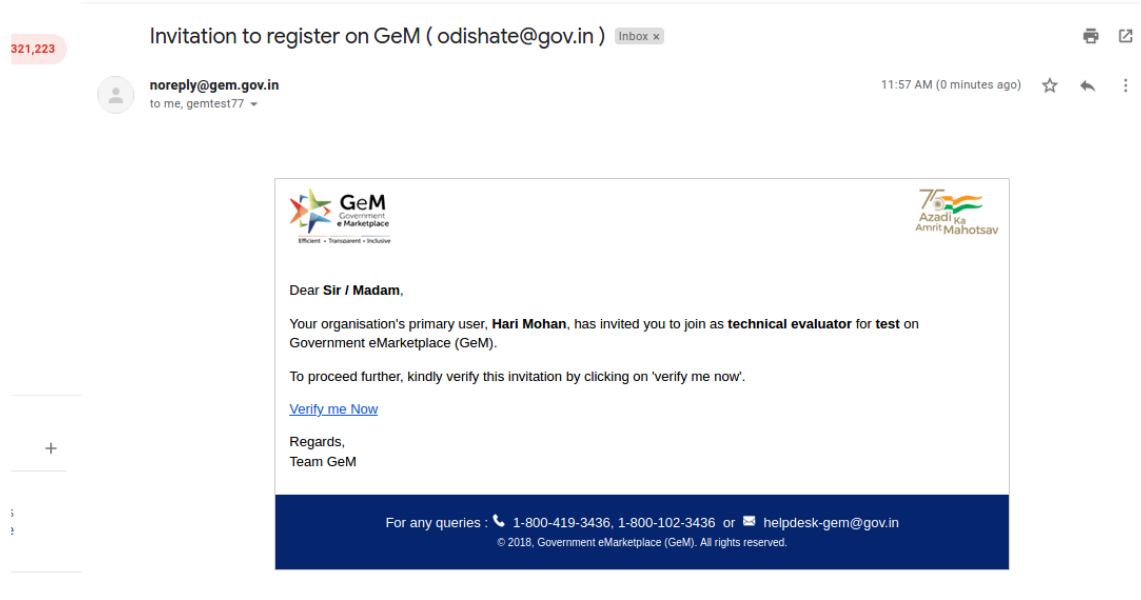 Invitation to register on GeM ( odishate@gov.in ) Inbox ×
321,223
noreply@gem.gov.in
11:57 AM (0 minutes ago)
to me, gemtest77
GeM
Government
e Marketplace
Efficient • Transparent • Inclusive
75
Azadi Ka
Amrit Mahotsav
Dear Sir / Madam,
Your organisation's primary user, Hari Mohan, has invited you to join as technical evaluator for test on
Government eMarketplace (GeM).
To proceed further, kindly verify this invitation by clicking on 'verify me now'.
Verify me Now
Regards,
Team GeM
s
e
For any queries : 1-800-419-3436, 1-800-102-3436 or helpdesk-gem@gov.in
© 2018, Government eMarketplace (GeM). All rights reserved.